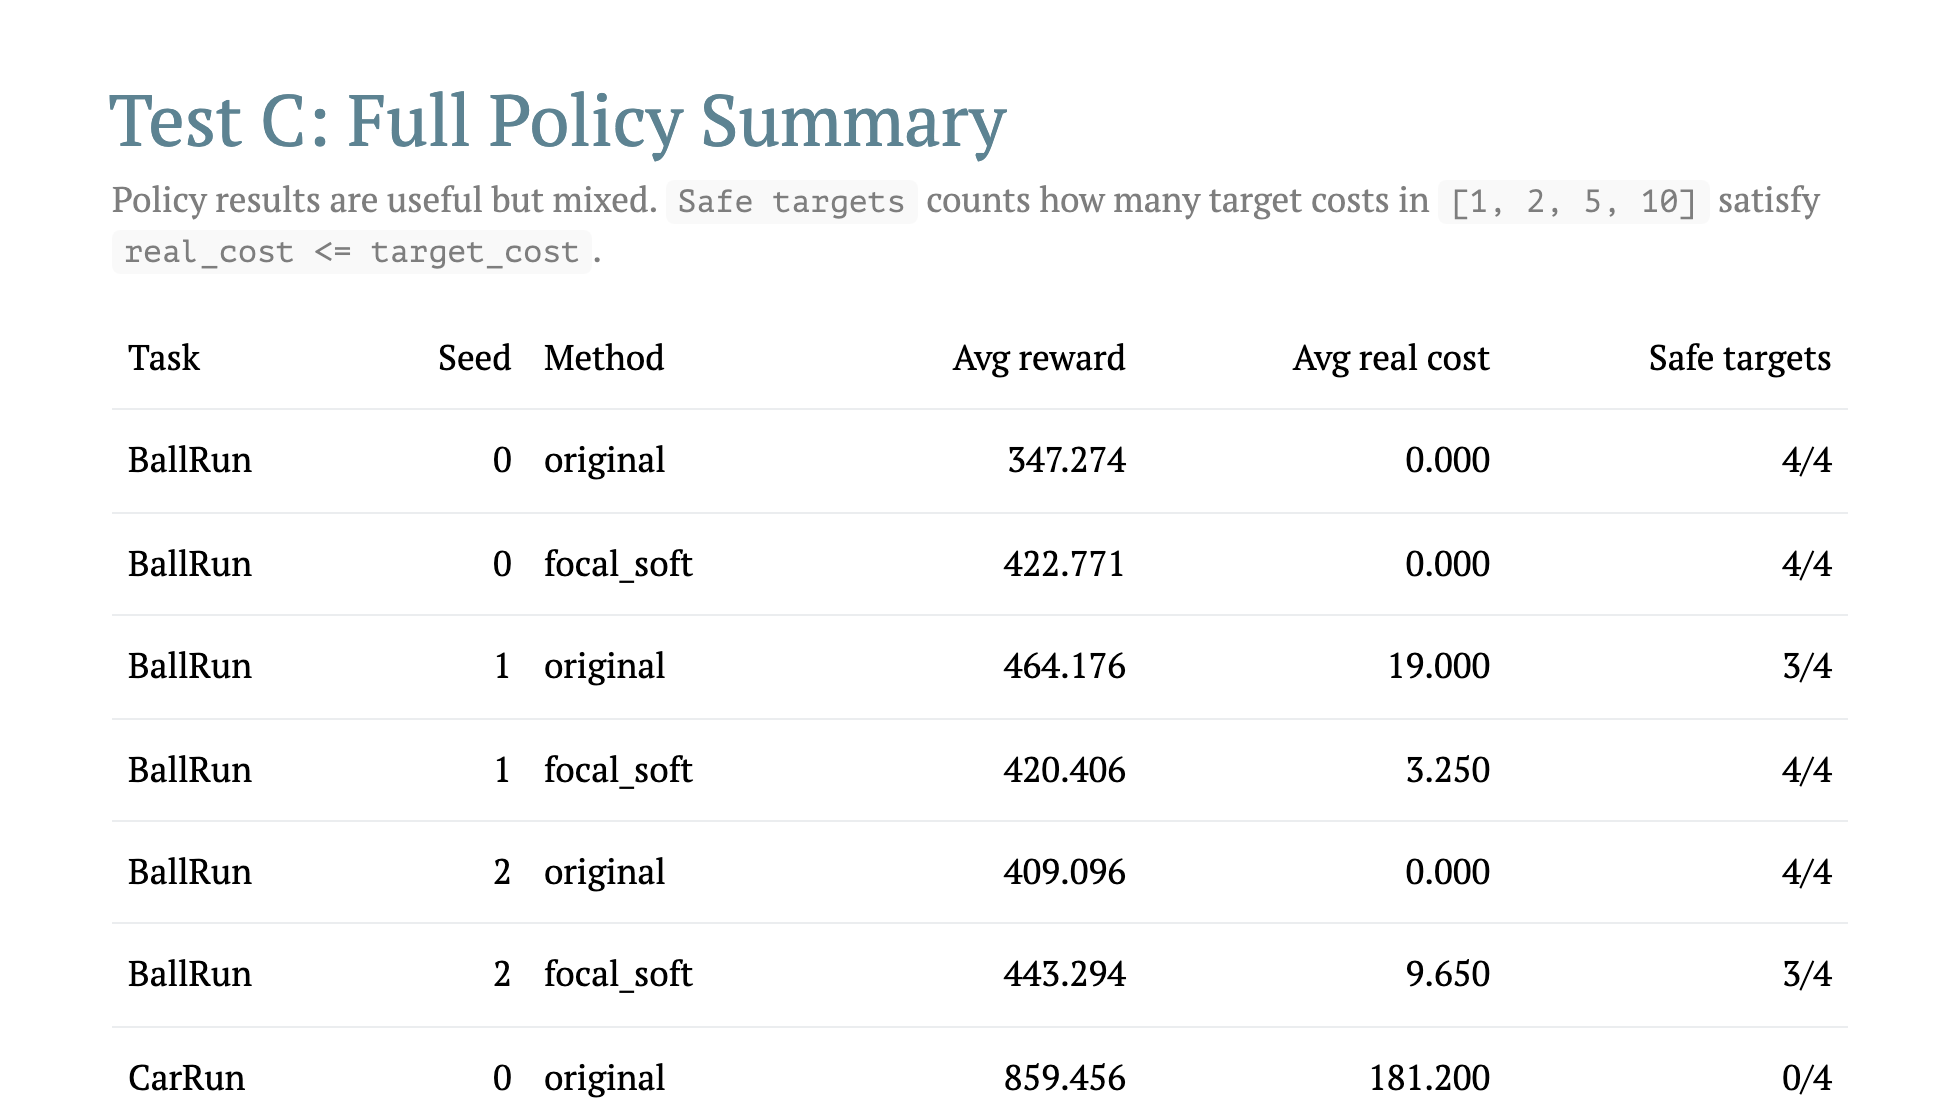 Test C: Full Policy Summary
Policy results are useful but mixed. Safe targets counts how many target costs in [1, 2, 5, 10] satisfy
real_cost <= target_cost.
Task Seed Method Avg reward Avg real cost Safe targets
BallRun 0 original 347.274 0.000 4/4
BallRun 0 focal_soft 422.771 0.000 4/4
BallRun 1 original 464.176 19.000 3/4
BallRun 1 focal_soft 420.406 3.250 4/4
BallRun 2 original 409.096 0.000 4/4
BallRun 2 focal_soft 443.294 9.650 3/4
CarRun 0 original 859.456 181.200 0/4